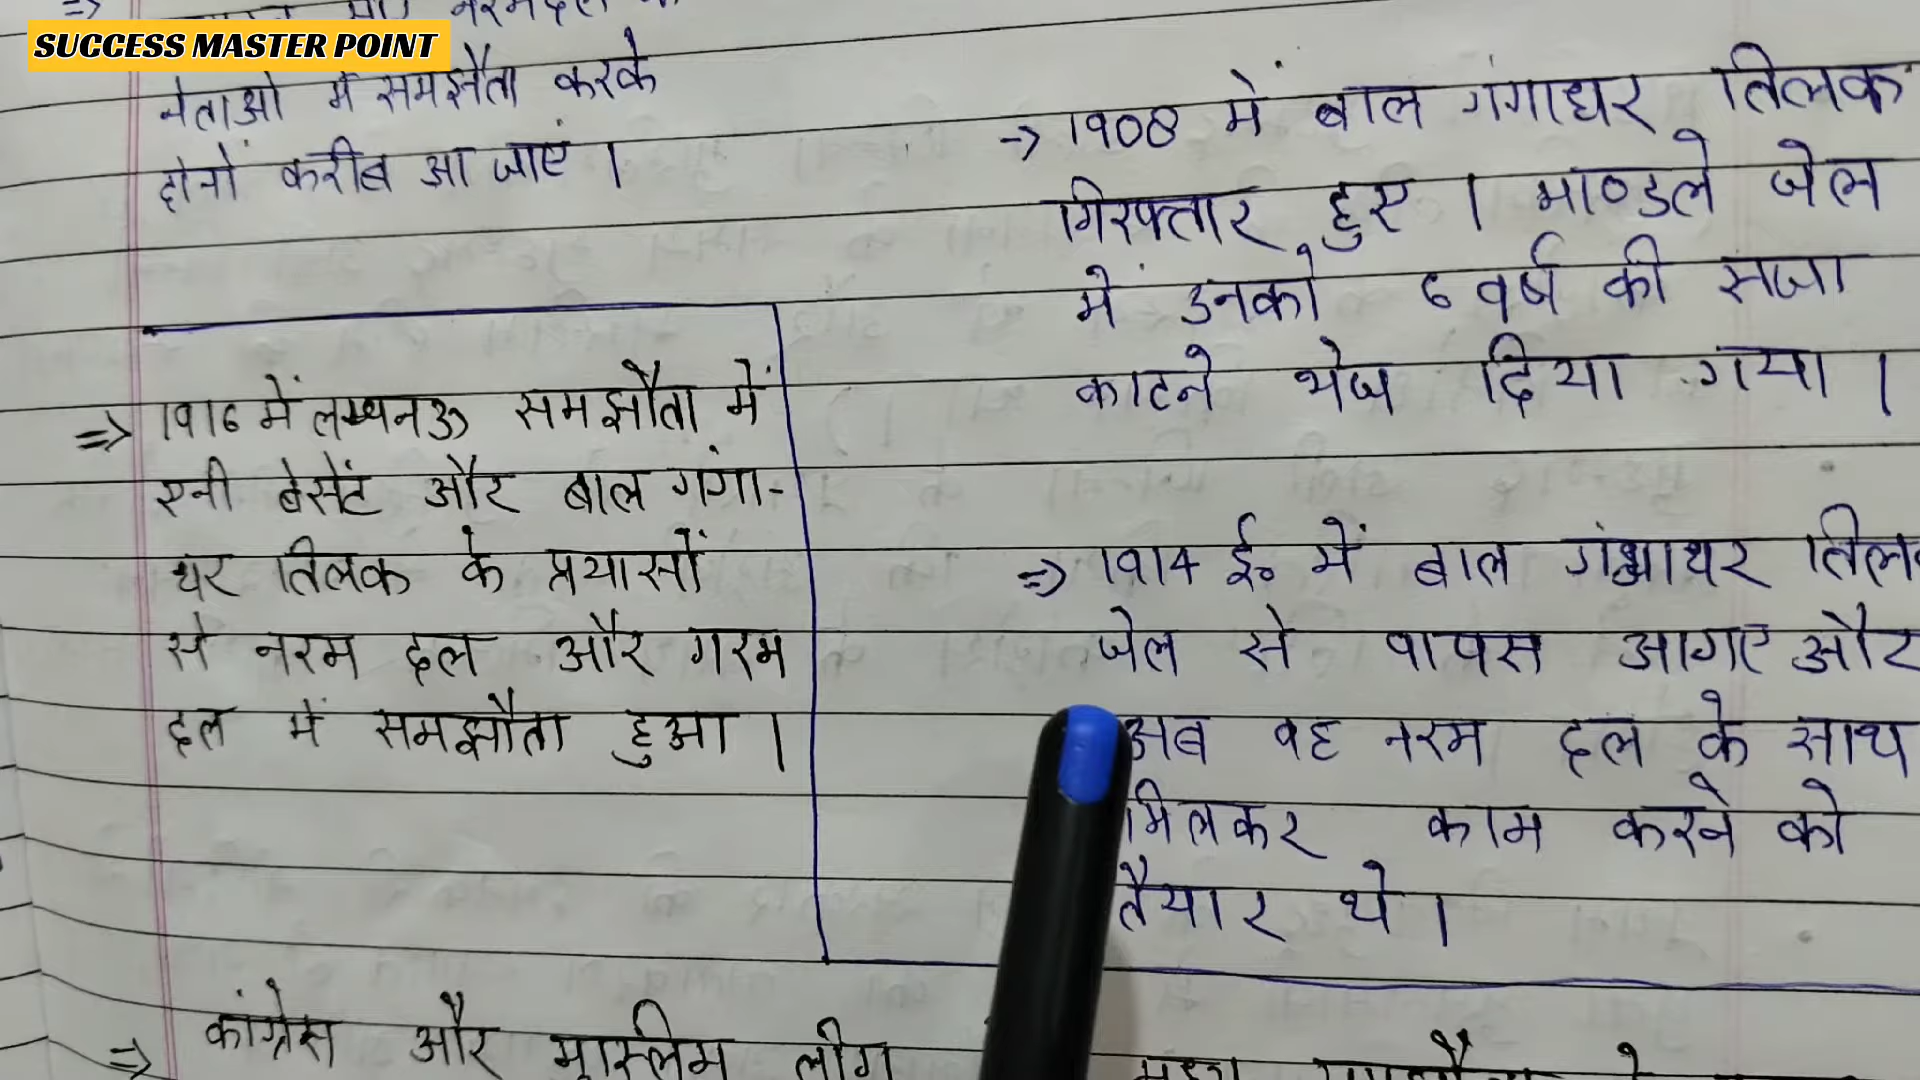 SUCCESS MASTER POINT
नेताओ में समझौता करके
दोनों करीब आ जाएं ।
⇒ 1916 में लखनऊ समझौता में
एनी बेसेंट और बाल गंगा-
धर तिलक के प्रयासों
से नरम दल और गरम
दल में समझौता हुआ ।
→ 1908 में बाल गंगाधर तिलक
गिरफ्तार हुए । माण्डले जेल
में उनको 6 वर्ष की सजा
काटने भेज दिया गया ।
⇒ 1914 ई० में बाल गंगाधर
जेल से वापस आगए और
अब वह नरम दल के साथ
मिलकर काम करने को
तैयार थे ।
⇒ कांग्रेस और मुस्लिम लीग